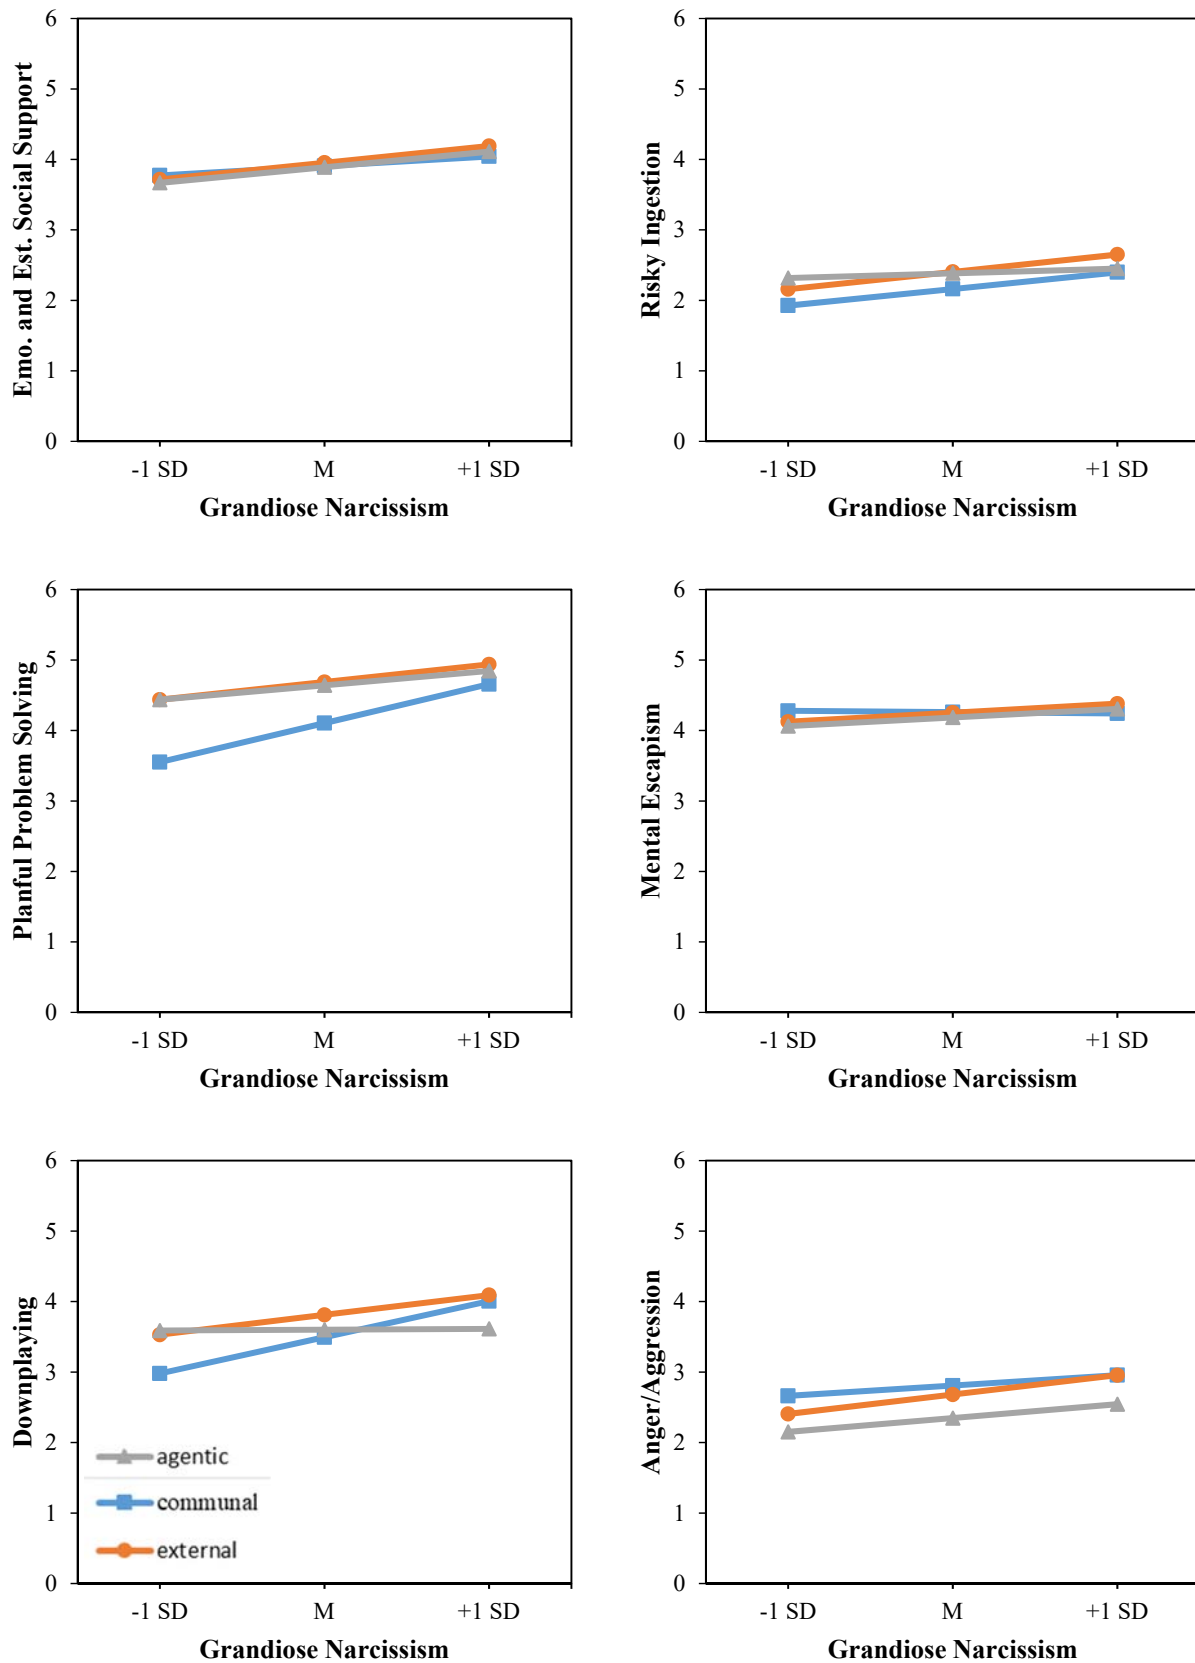 Emo. and Est. Social Support
6
5
4
3
2
1
0
-1 SD
M
+1 SD
Grandiose Narcissism
Risky Ingestion
6
5
4
3
2
1
0
-1 SD
M
+1 SD
Grandiose Narcissism
Planful Problem Solving
6
5
4
3
2
1
0
-1 SD
M
+1 SD
Grandiose Narcissism
Mental Escapism
6
5
4
3
2
1
0
-1 SD
M
+1 SD
Grandiose Narcissism
Downplaying
6
5
4
3
2
1
0
agentic
communal
external
-1 SD
M
+1 SD
Grandiose Narcissism
Anger/Aggression
6
5
4
3
2
1
0
-1 SD
M
+1 SD
Grandiose Narcissism